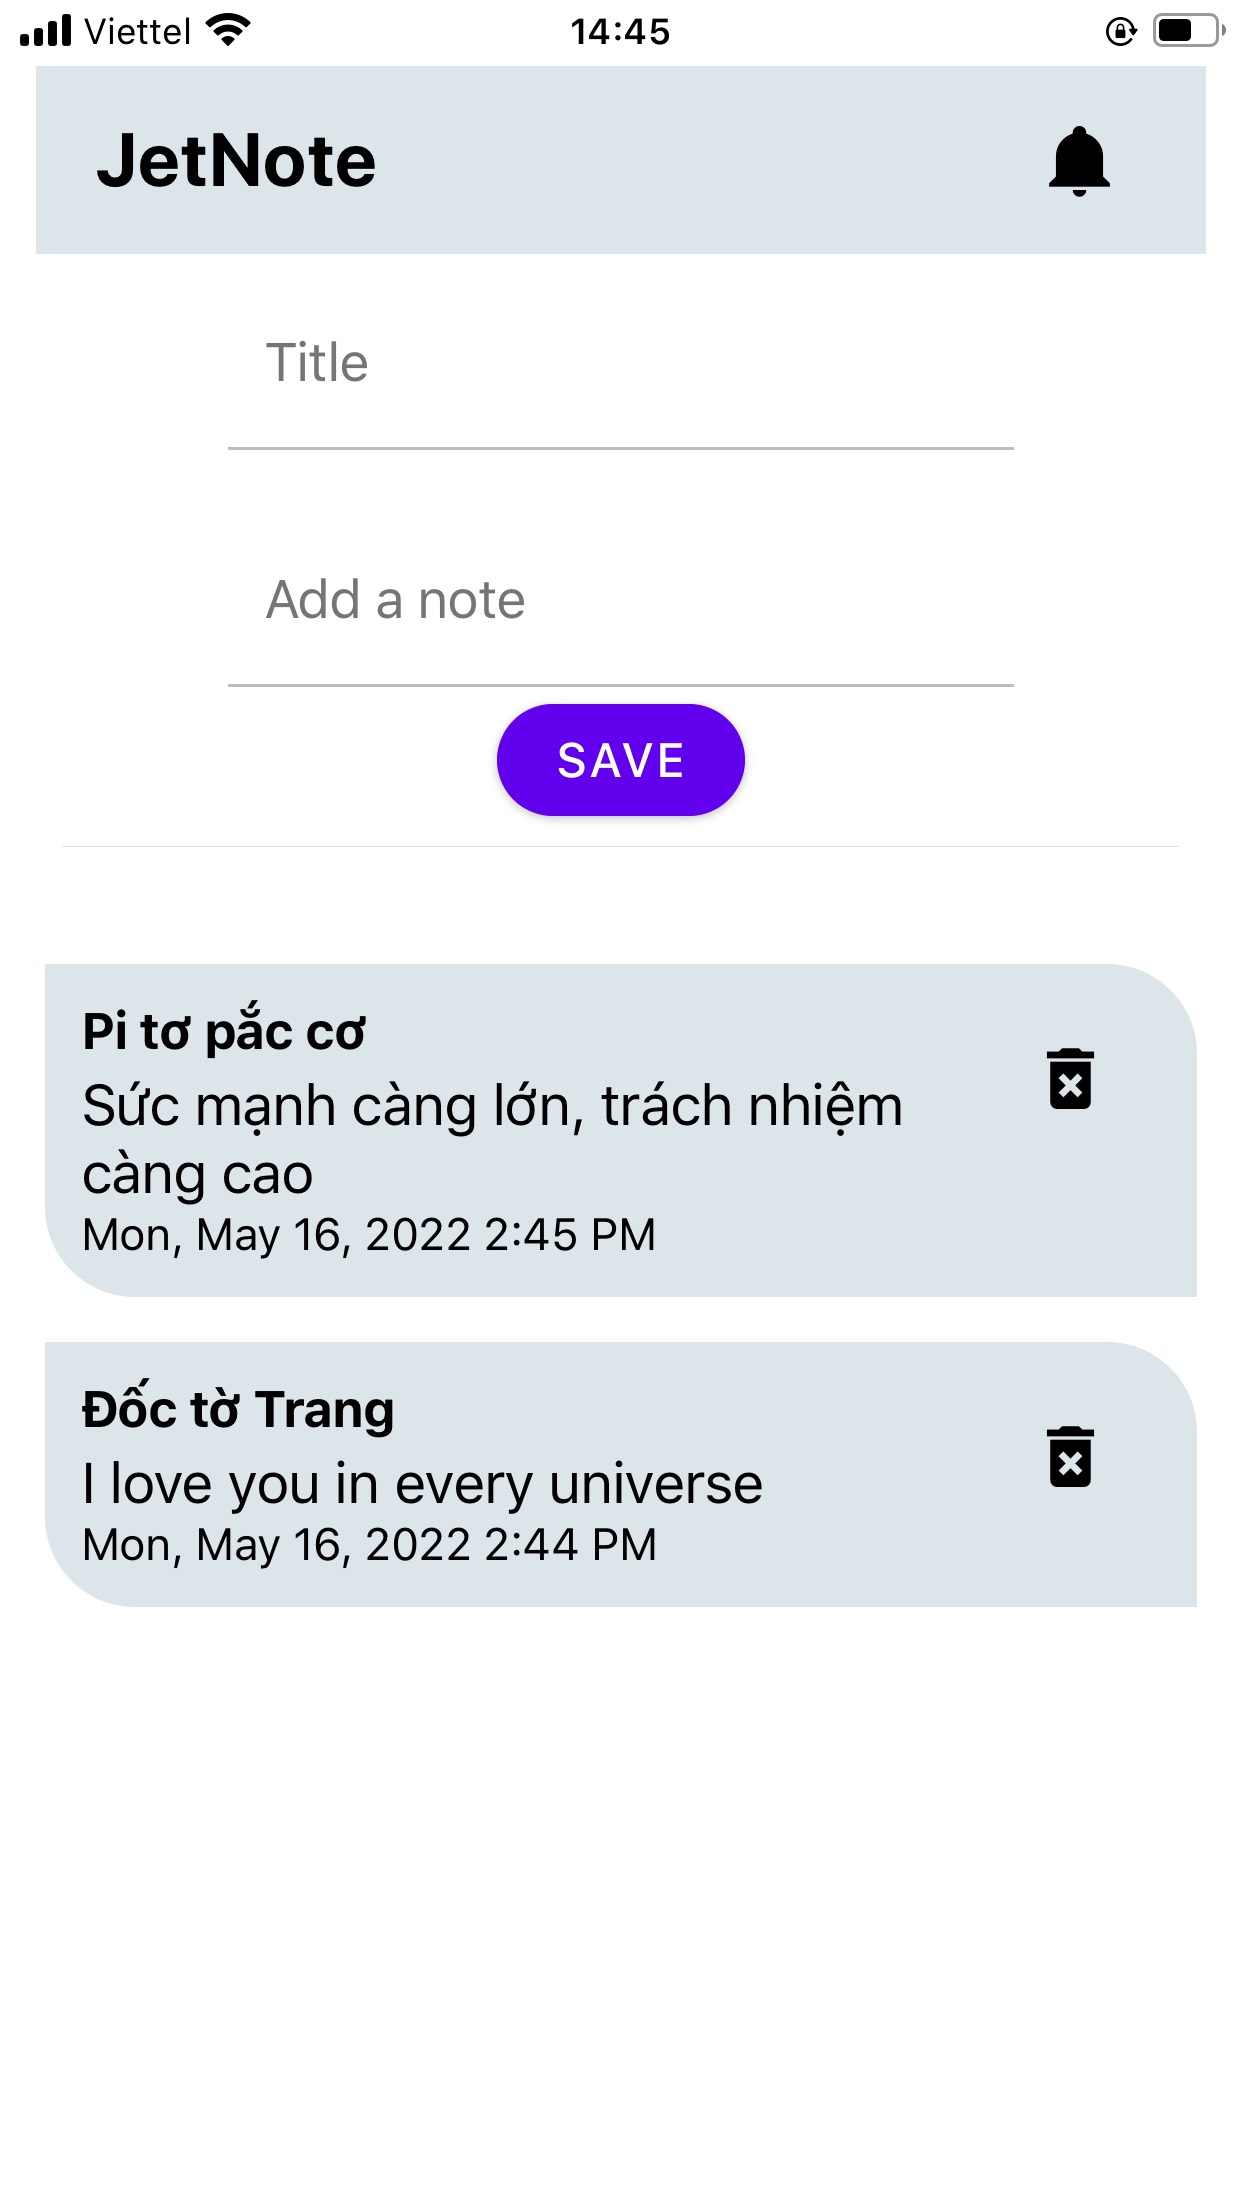 Viettel 14:45
JetNote
Title
Add a note
SAVE
Pi tơ pắc cơ
Sức mạnh càng lớn, trách nhiệm
càng cao
Mon, May 16, 2022 2:45 PM
Đốc tờ Trang
I love you in every universe
Mon, May 16, 2022 2:44 PM